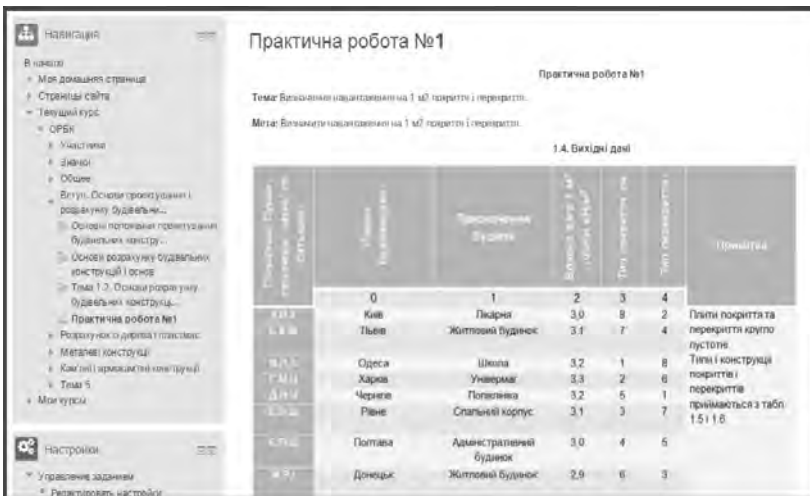 Навигация
В начало
Моя домашняя страница
Страницы сайта
Текущий курс
ОРБК
Участники
Значки
Общее
Вступ. Основи проектування і
розрахунку будівельни...
Основні положення проектування
будівельних констру...
Основи розрахунку будівельних
конструкцій і основ
Тема 1.2. Основи розрахунку
будівельних конструкц...
Практична робота №1
Розрахунок із дерева і пластмас
Металеві конструкції
Кам'яні і армокам'яні конструкції
Тема 5
Мои курсы
Настройки
Управление заданием
Редактировать настройки
Практична робота №1
Практична робота №1
Тема: Визначення навантаження на 1 м2 покриття і перекриття.
Мета: Визначити навантаження на 1 м2 покриття і перекриття.
1.4. Вихідні дані
Призначення будівлі
Тип покриття
Тип перекриття
Примітка
0 1 2 3 4
Київ Лікарня 3,0 8 2
Львів Житловий будинок 3,1 7 4
Одеса Школа 3,2 1 8
Харків Універмаг 3,3 2 6
Чернігів Поліклініка 3,2 5 1
Рівне Спальний корпус 3,1 3 7
Полтава Адміністративний будинок 3,0 4 5
Донецьк Житловий будинок 2,9 6 3
Плити покриття та
перекриття кругло
пустотні.
Типи і конструкції
покриттів і
перекриттів
приймаються з табл.
1.5 і 1.6